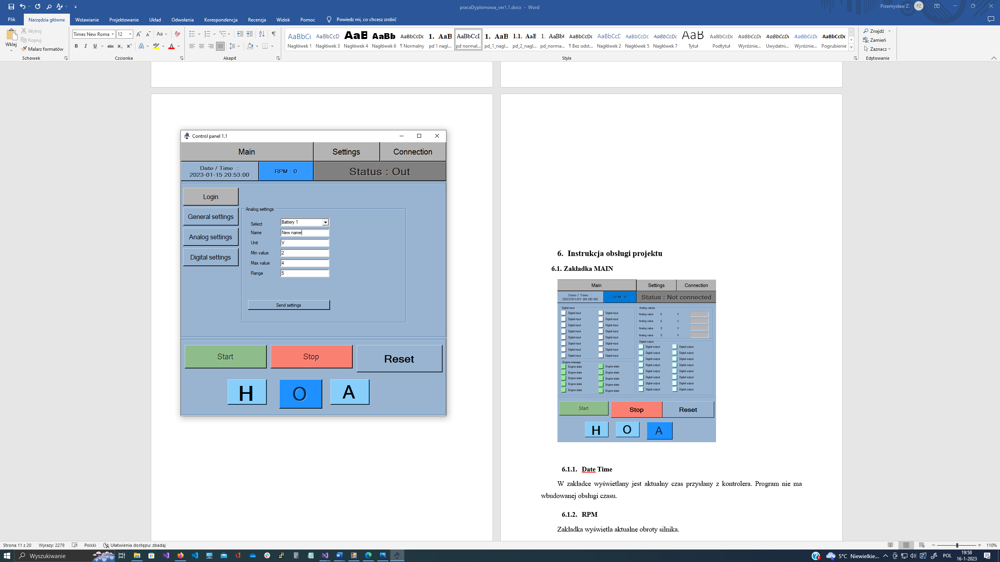 pracaDyplomowa_ver1.1.docx - Word
Przemysław Z.
PZ
Plik
Narzędzia główne
Wstawianie
Projektowanie
Układ
Odwołania
Korespondencja
Recenzja
Widok
Pomoc
Powiedz mi, co chcesz zrobić
Wklej
Wytnij
Kopiuj
Malarz formatów
Schowek
Times New Roma
12
Czcionka
Akapit
AaBbCc
Nagłówek 1
AaBbCcD
Nagłówek 3
AaB
Nagłówek 4
AaBb
Nagłówek 6
AaBbCcDc
¶ Normalny
1. AaB
pd 1 nagl...
AaBbCcI
pd normal...
1. AaB
pd_1_nagl...
1.1. AaB
pd_2_nagl...
1. AaBb
pd_norma...
AaBbCcDc
¶ Bez odst...
AaBbCcD
Nagłówek 2
AaBbCcDc
Nagłówek 5
AaBbCcDc
Nagłówek 7
AaB
Tytuł
AaBbCcDc
Podtytuł
AaBbCcDc
Wyróżnie...
AaBbCcDc
Uwydatni...
AaBbCcDc
Wyróżnie...
AaBbCcDc
Pogrubienie
Style
Znajdź
Zamień
Zaznacz
Edytowanie
Control panel 1.1
Main
Settings
Connection
Date / Time :
2023-01-15 20:53:00
RPM : 0
Status : Out
Login
General settings
Analog settings
Digital settings
Analog settings
Select
Battery 1
Name
New name
Unit
V
Min value
2
Max value
4
Range
5
Send settings
Start
Stop
Reset
H
O
A
6. Instrukcja obsługi projektu
6.1. Zakładka MAIN
Main
Settings
Connection
Date / Time :
2022/01/01 00:00:00
RPM : 0
Status : Not connected
Digital input
Digital input Digital input
Digital input Digital input
Digital input Digital input
Digital input Digital input
Digital input Digital input
Digital input Digital input
Digital input Digital input
Digital input Digital input
Engine message
Engine state Engine state
Engine state Engine state
Engine state Engine state
Engine state Engine state
Engine state Engine state
Analog values
Analog value 0 V
Analog value 0 V
Analog value 0 V
Analog value 0 V
Digital output
Digital output Digital output
Digital output Digital output
Digital output Digital output
Digital output Digital output
Digital output Digital output
Digital output Digital output
Digital output Digital output
Digital output Digital output
Start
Stop
Reset
H
O
A
6.1.1. Date Time
W zakładce wyświetlany jest aktualny czas przysłany z kontrolera. Program nie ma
wbudowanej obsługi czasu.
6.1.2. RPM
Zakładka wyświetla aktualne obroty silnika.
Strona 11 z 20
Wyrazy: 2279
Polski
Ułatwienia dostępu: zbadaj
110%
Wyszukiwanie
5°C Niewielkie...
POL
19:58
16-1-2023